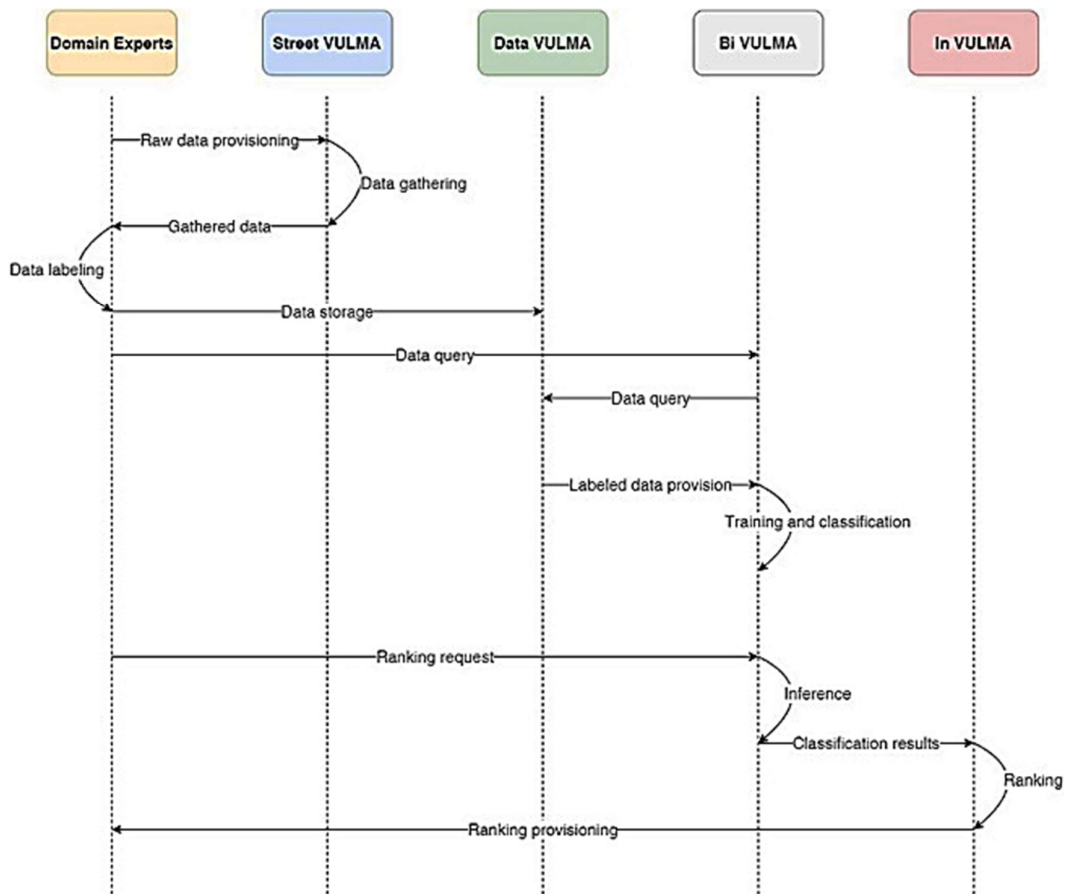 Domain Experts
Street VULMA
Data VULMA
Bi VULMA
In VULMA
Raw data provisioning
Data gathering
Gathered data
Data labeling
Data storage
Data query
Data query
Labeled data provision
Training and classification
Ranking request
Inference
Classification results
Ranking
Ranking provisioning